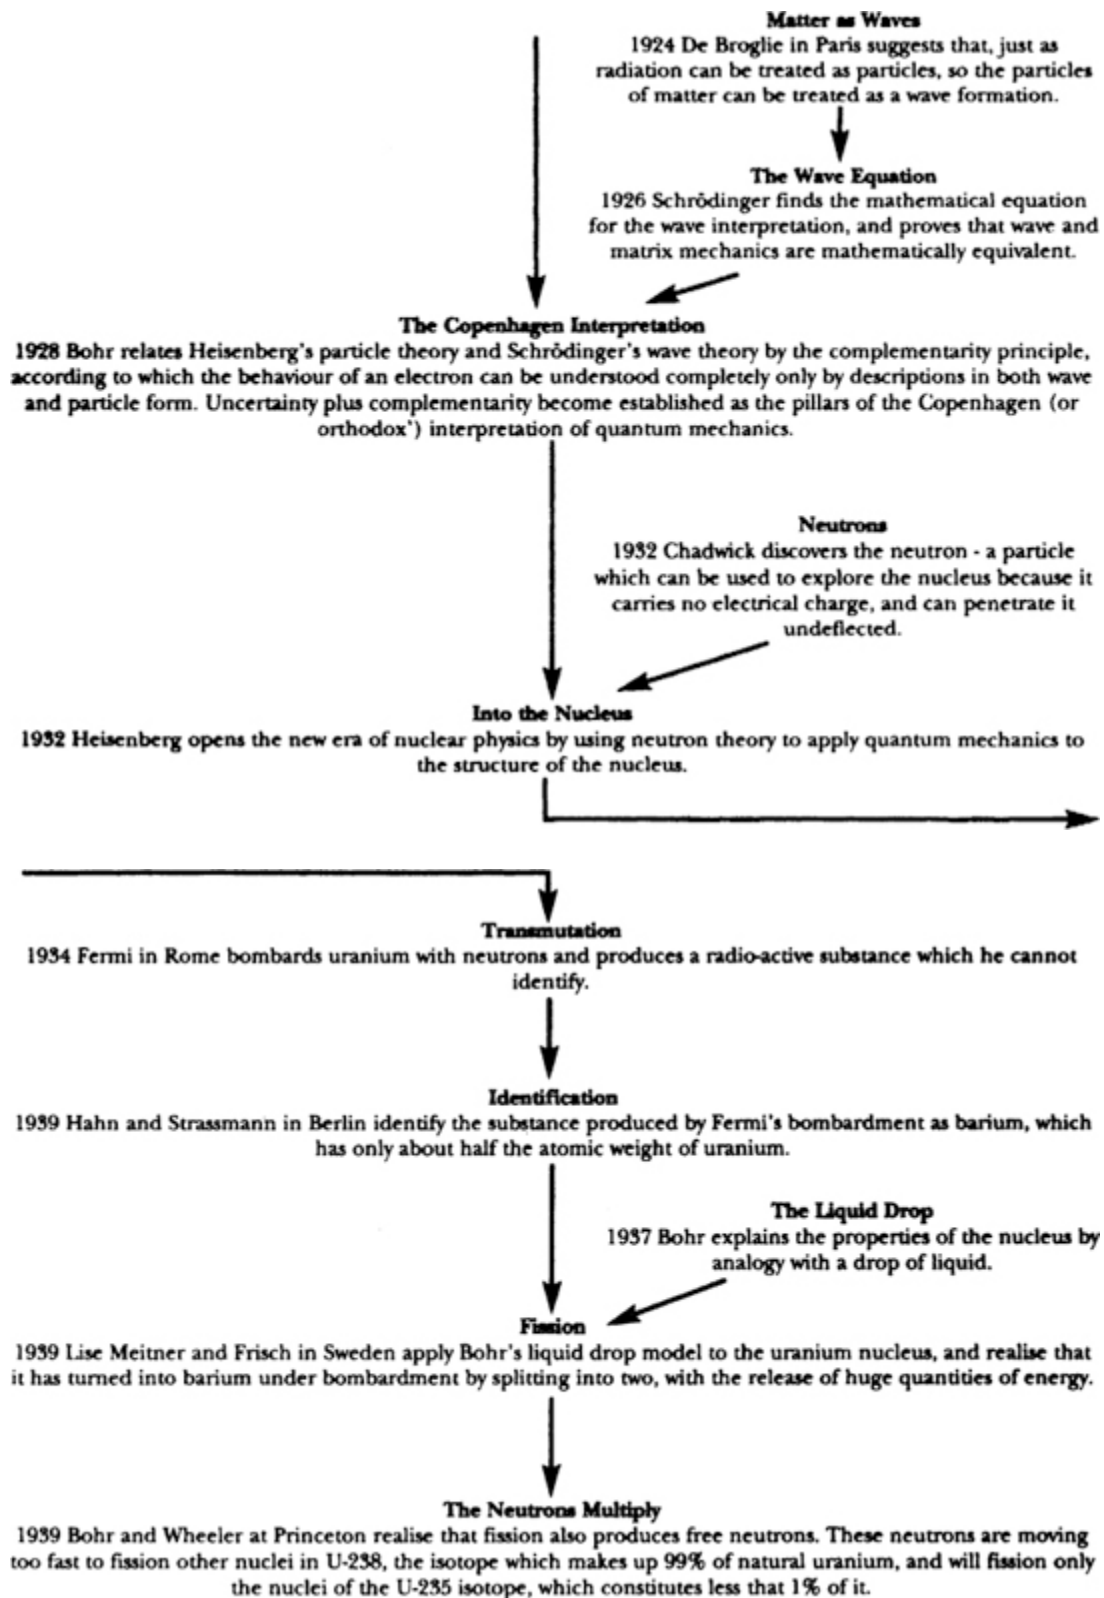 Matter as Waves
1924 De Broglie in Paris suggests that, just as
radiation can be treated as particles, so the particles
of matter can be treated as a wave formation.
The Wave Equation
1926 Schrödinger finds the mathematical equation
for the wave interpretation, and proves that wave and
matrix mechanics are mathematically equivalent.
The Copenhagen Interpretation
1928 Bohr relates Heisenberg's particle theory and Schrödinger's wave theory by the complementarity principle,
according to which the behaviour of an electron can be understood completely only by descriptions in both wave
and particle form. Uncertainty plus complementarity become established as the pillars of the Copenhagen (or
orthodox') interpretation of quantum mechanics.
Neutrons
1932 Chadwick discovers the neutron - a particle
which can be used to explore the nucleus because it
carries no electrical charge, and can penetrate it
undeflected.
Into the Nucleus
1932 Heisenberg opens the new era of nuclear physics by using neutron theory to apply quantum mechanics to
the structure of the nucleus.
Transmutation
1934 Fermi in Rome bombards uranium with neutrons and produces a radio-active substance which he cannot
identify.
Identification
1939 Hahn and Strassmann in Berlin identify the substance produced by Fermi's bombardment as barium, which
has only about half the atomic weight of uranium.
The Liquid Drop
1937 Bohr explains the properties of the nucleus by
analogy with a drop of liquid.
Fission
1939 Lise Meitner and Frisch in Sweden apply Bohr's liquid drop model to the uranium nucleus, and realise that
it has turned into barium under bombardment by splitting into two, with the release of huge quantities of energy.
The Neutrons Multiply
1939 Bohr and Wheeler at Princeton realise that fission also produces free neutrons. These neutrons are moving
too fast to fission other nuclei in U-238, the isotope which makes up 99% of natural uranium, and will fission only
the nuclei of the U-235 isotope, which constitutes less that 1% of it.